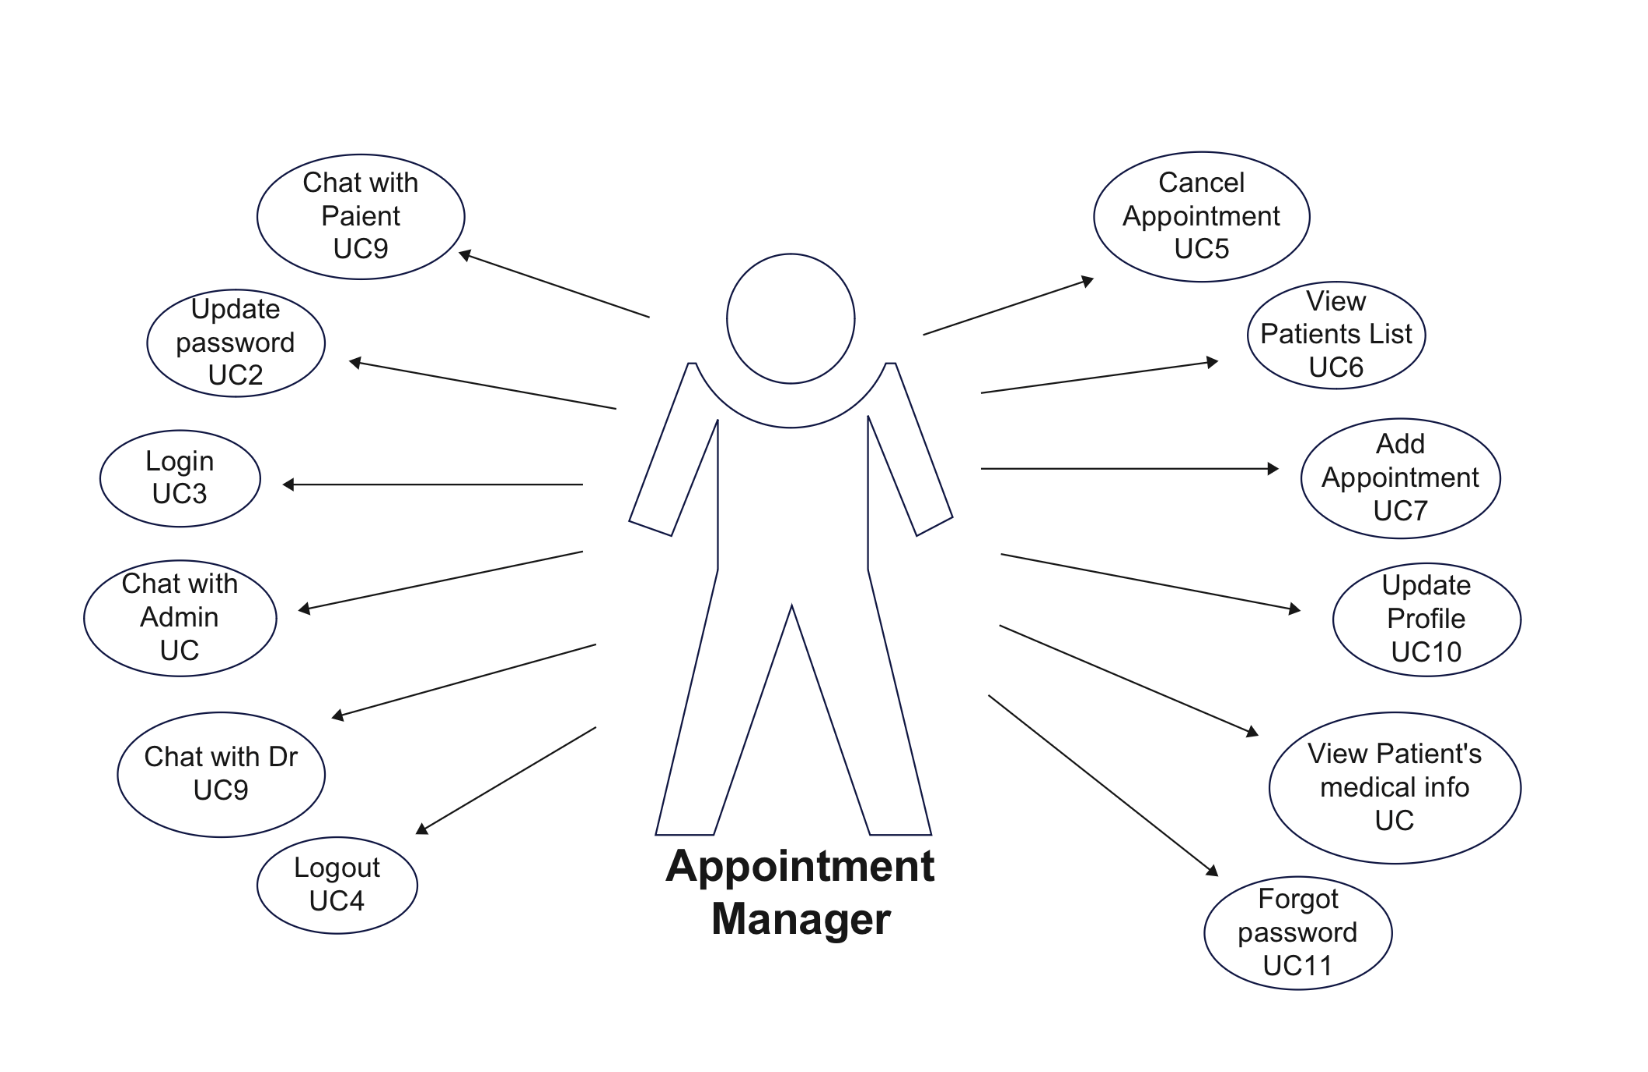 Chat with
Paient
UC9
Update
password
UC2
Login
UC3
Chat with
Admin
UC
Chat with Dr
UC9
Logout
UC4
Appointment
Manager
Cancel
Appointment
UC5
View
Patients List
UC6
Add
Appointment
UC7
Update
Profile
UC10
View Patient's
medical info
UC
Forgot
password
UC11